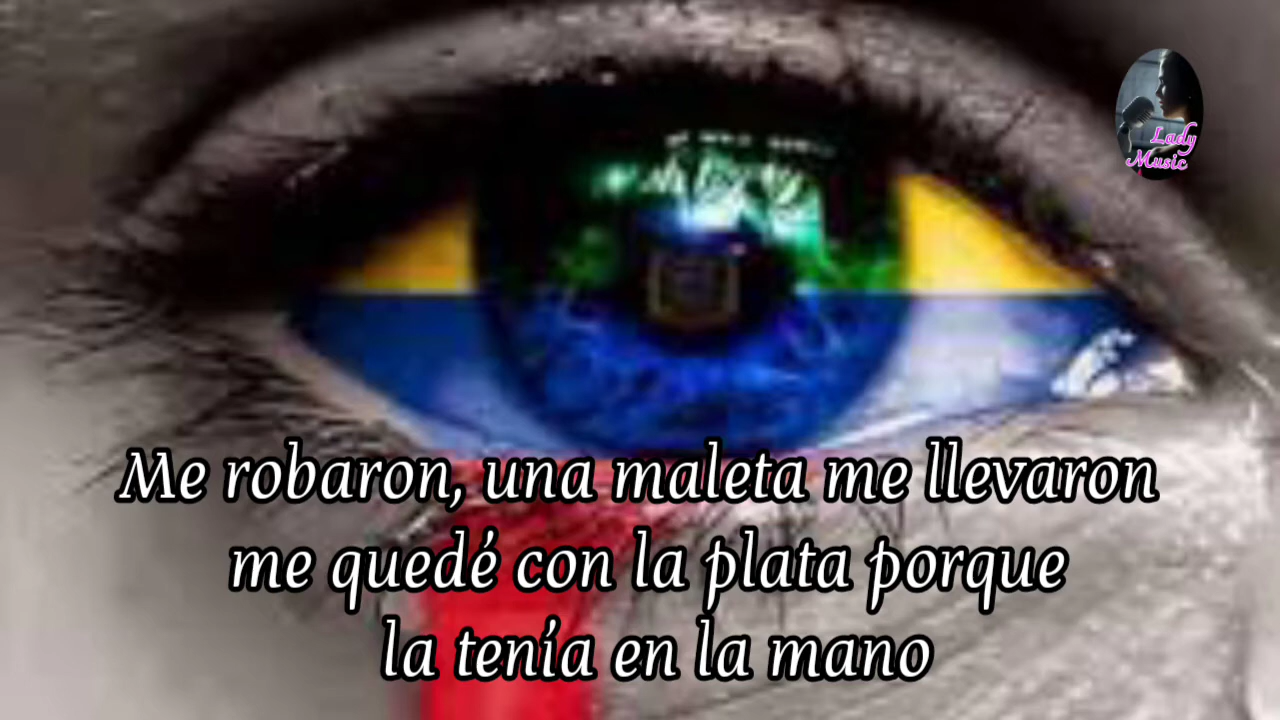 Lady
Music
Me robaron, una maleta me llevaron
me quedé con la plata porque
la tenía en la mano